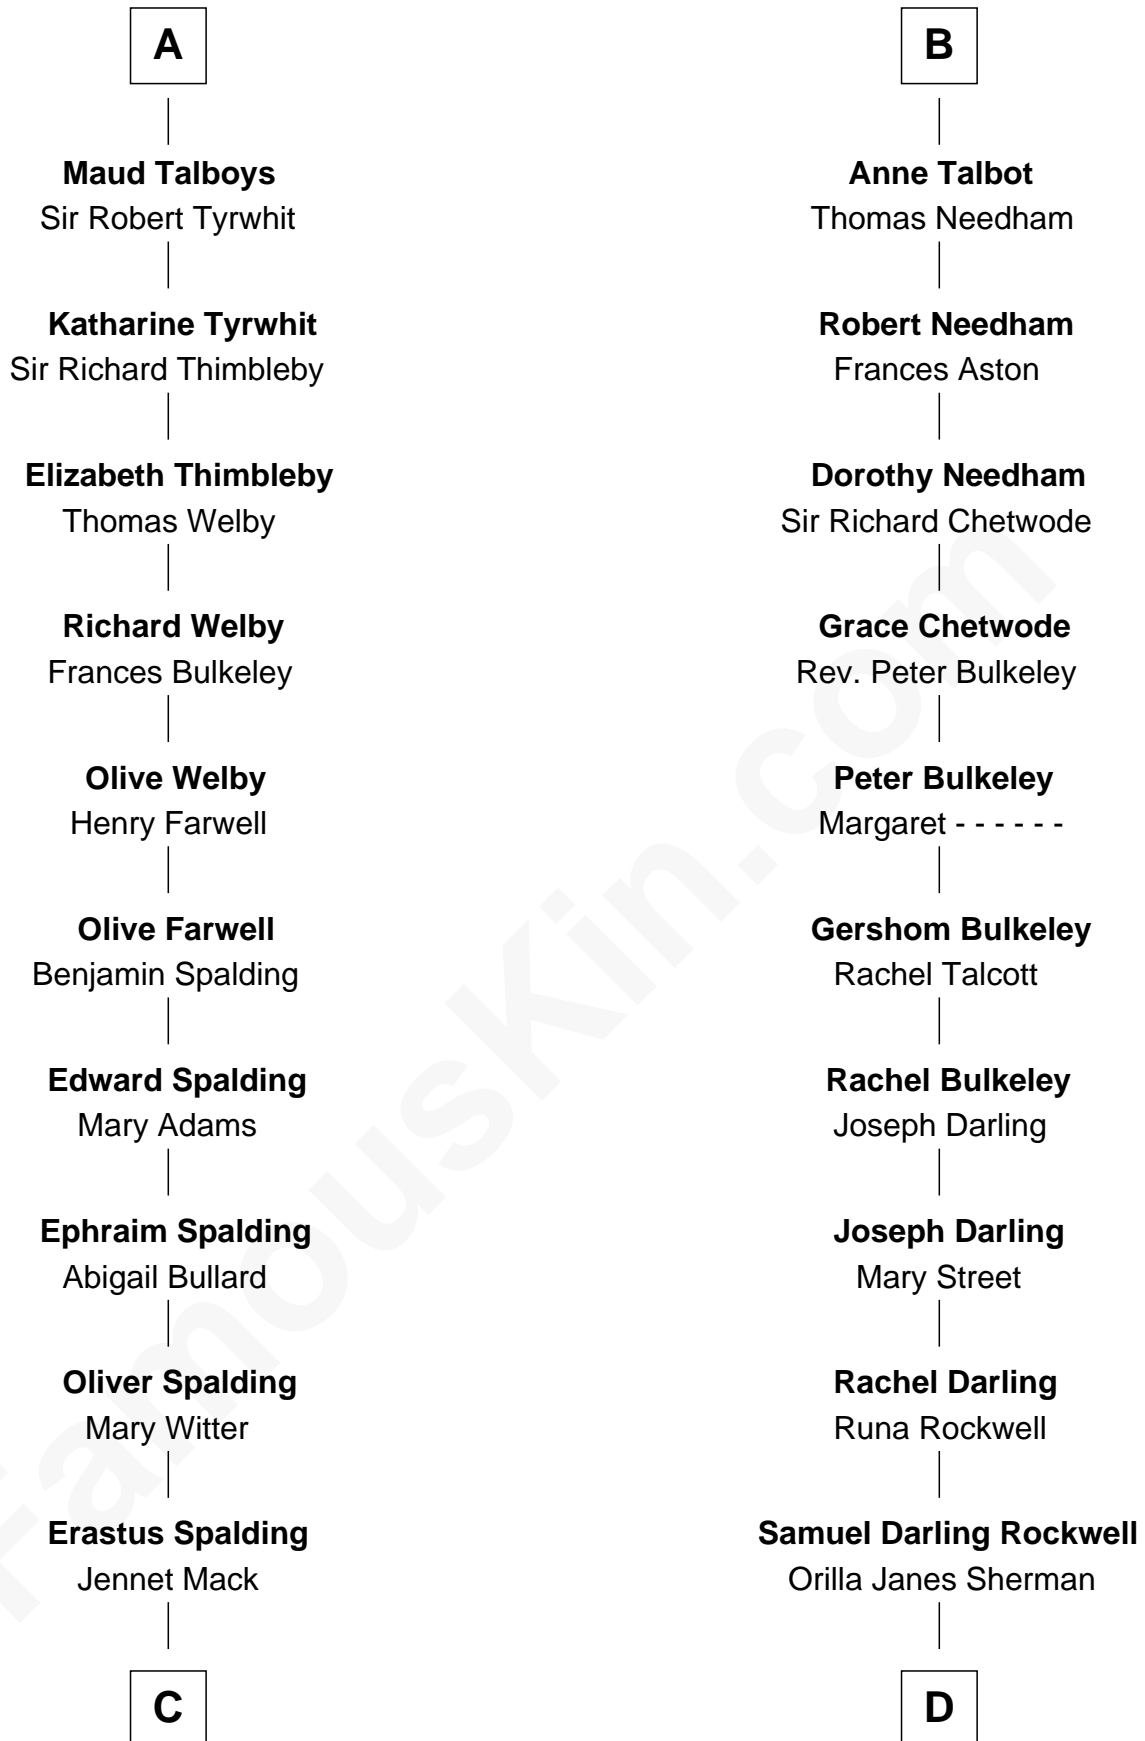 A
Maud Talboys
Sir Robert Tyrwhit
Katharine Tyrwhit
Sir Richard Thimbleby
Elizabeth Thimbleby
Thomas Welby
Richard Welby
Frances Bulkeley
Olive Welby
Henry Farwell
Olive Farwell
Benjamin Spalding
Edward Spalding
Mary Adams
Ephraim Spalding
Abigail Bullard
Oliver Spalding
Mary Witter
Erastus Spalding
Jennet Mack
C
B
Anne Talbot
Thomas Needham
Robert Needham
Frances Aston
Dorothy Needham
Sir Richard Chetwode
Grace Chetwode
Rev. Peter Bulkeley
Peter Bulkeley
Margaret - - - - - -
Gershom Bulkeley
Rachel Talcott
Rachel Bulkeley
Joseph Darling
Joseph Darling
Mary Street
Rachel Darling
Runa Rockwell
Samuel Darling Rockwell
Orilla Janes Sherman
D
FamousKin.com